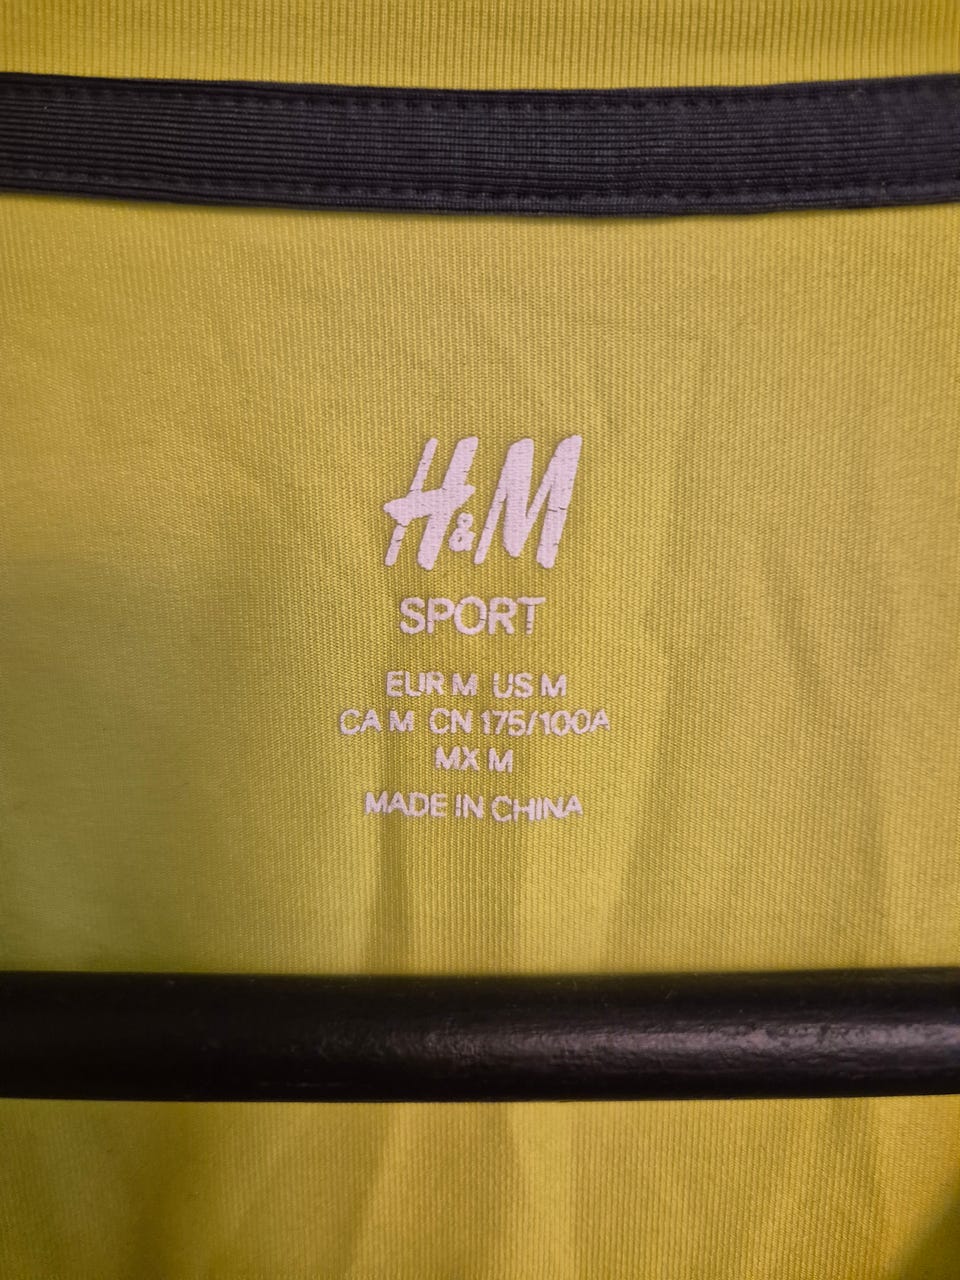 H&M
SPORT
EUR M US M
CA M CN 175/100A
MX M
MADE IN CHINA